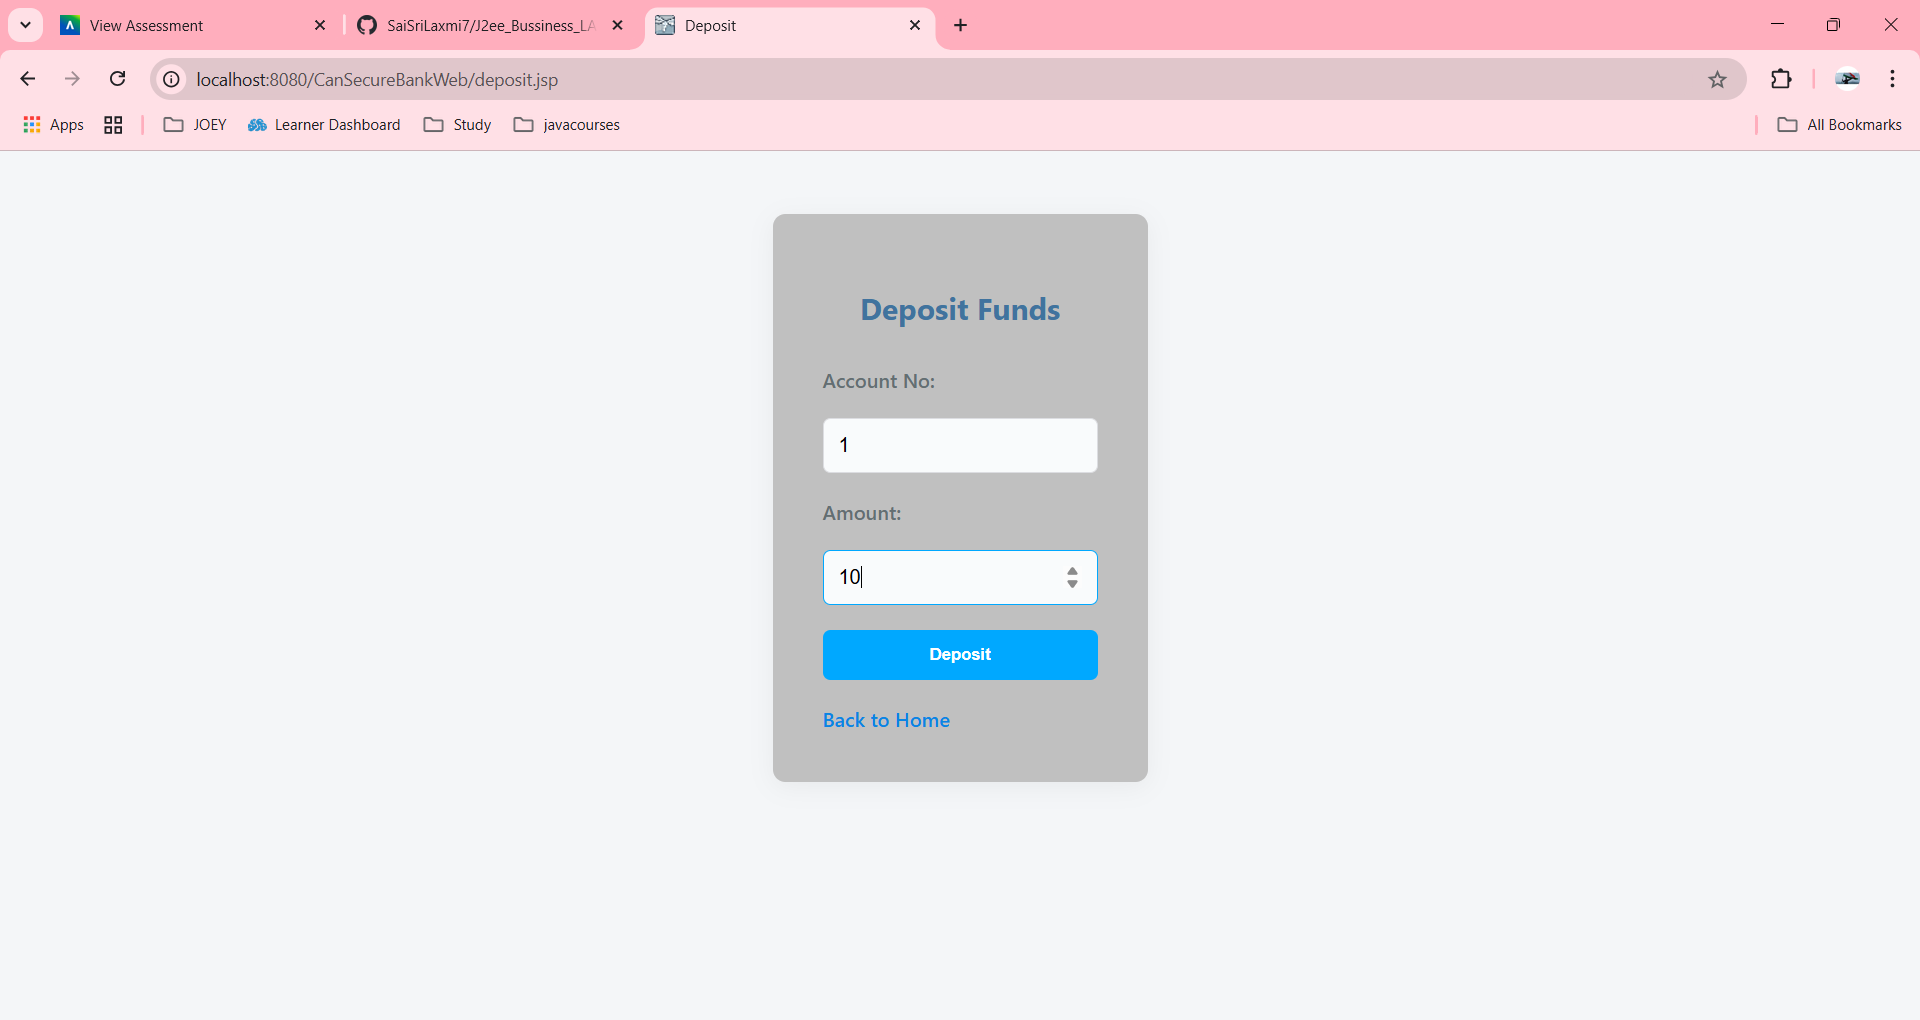 View Assessment
SaiSriLaxmi7/J2ee_Bussiness_LA
Deposit
localhost:8080/CanSecureBankWeb/deposit.jsp
Apps
JOEY
Learner Dashboard
Study
javacourses
All Bookmarks
Deposit Funds
Account No:
1
Amount:
10
Deposit
Back to Home